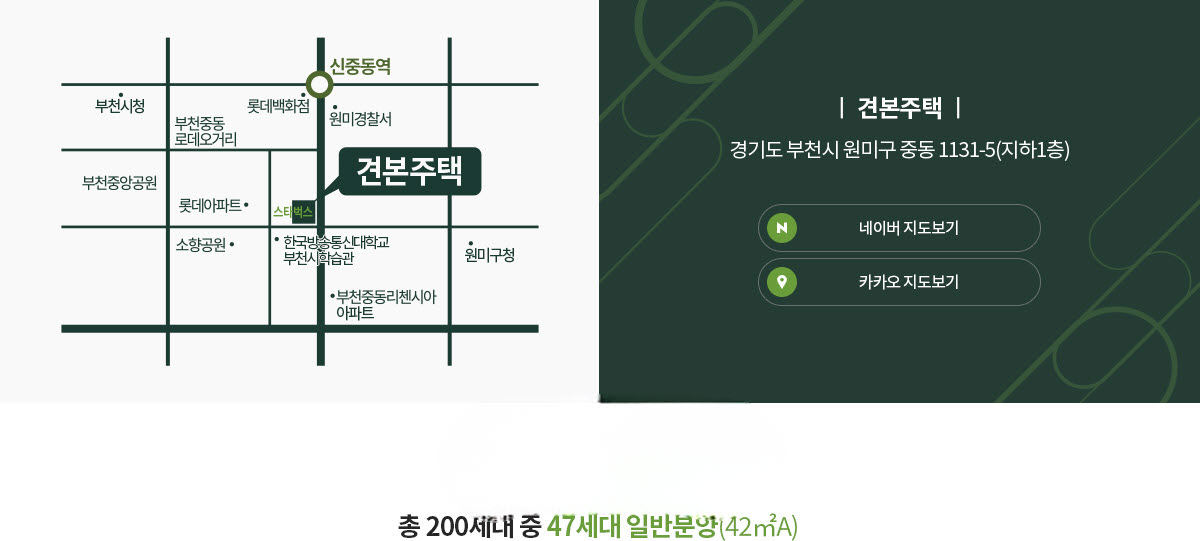 신중동역
부천시청
롯데백화점
원미경찰서
부천중동
로데오거리
견본주택
부천중앙공원
롯데아파트
스타벅스
소향공원
한국방송통신대학교
부천시학습관
원미구청
부천중동리첸시아
아파트
| 견본주택 |
경기도 부천시 원미구 중동 1131-5(지하1층)
N 네이버 지도보기
카카오 지도보기
총 200세대 중 47세대 일반분양(42㎡A)